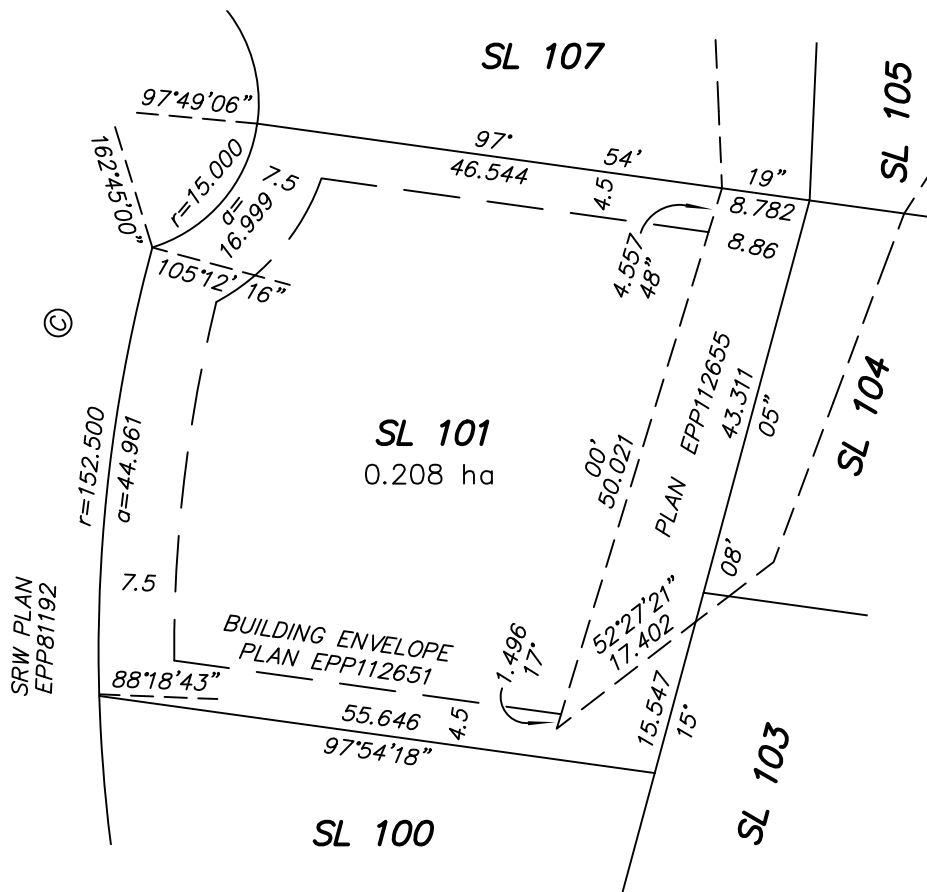 SL 107
SL 105
97°49'06"
162°45'00"
r=15.000
a=
16.999
7.5
97°
54'
19"
46.544
4.5
8.782
8.86
105°12' 16"
4.557
48"
©
SL 101
0.208 ha
PLAN EPP112655
43.311
05"
SL 104
r=152.500
a=44.961
00'
50.021
08'
7.5
SRW PLAN
EPP81192
BUILDING ENVELOPE
PLAN EPP112651
1.496
17°
52°27'21"
17.402
88°18'43"
55.646
4.5
97°54'18"
15.547
15°
SL 103
SL 100